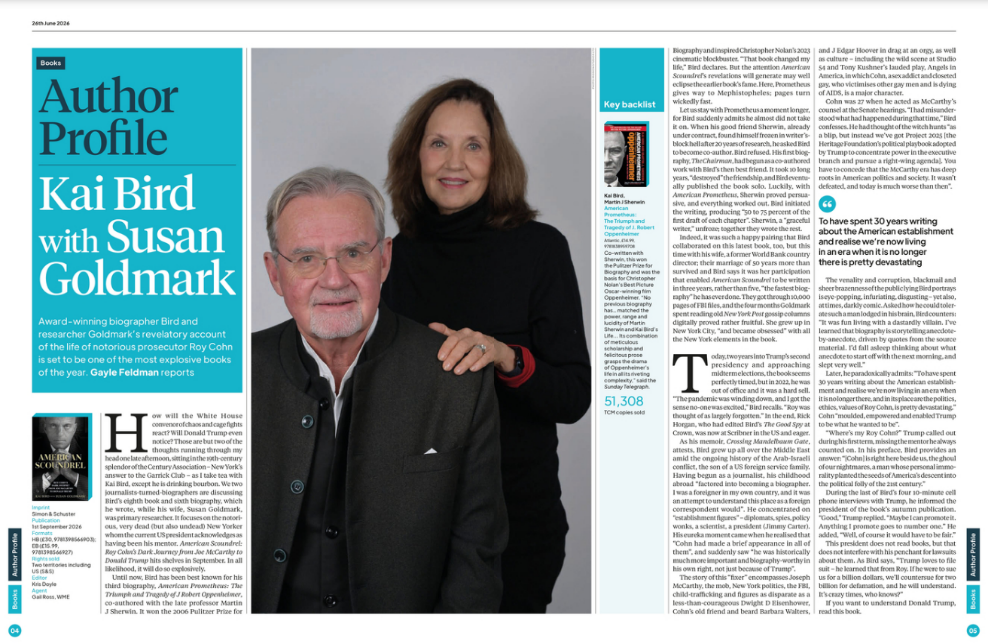 26th June 2026
Books
Author
Profile
Kai Bird
with Susan
Goldmark
Award-winning biographer Bird and
researcher Goldmark's revelatory account
of the life of notorious prosecutor Roy Cohn
is set to be one of the most explosive books
of the year. Gayle Feldman reports
AMERICAN
SCOUNDREL
Imprint
Simon & Schuster
Publication
1st September 2026
Formats
HB (£30, 9781398566903);
EB (£15.99,
9781398566927)
Rights sold
Two territories including
US (S&S)
Editor
Kris Doyle
Agent
Gail Ross, WME
How will the White House
convenor of chaos and cage fights
react? Will Donald Trump even
notice? Those are but two of the
thoughts running through my
head one late afternoon, sitting in the 19th-century
splendor of the Century Association – New York's
answer to the Garrick Club – as I take tea with
Kai Bird, except he is drinking bourbon. We two
journalists-turned-biographers are discussing
Bird's eighth book and sixth biography, which
he wrote, while his wife, Susan Goldmark,
was primary researcher. It focuses on the notori-
ous, very dead (but also undead) New Yorker
whom the current US president acknowledges as
having been his mentor. American Scoundrel:
Roy Cohn's Dark Journey from Joe McCarthy to
Donald Trump hits shelves in September. In all
likelihood, it will do so explosively.
Until now, Bird has been best known for his
third biography, American Prometheus: The
Triumph and Tragedy of J Robert Oppenheimer,
co-authored with the late professor Martin
J Sherwin. It won the 2006 Pulitzer Prize for
Key backlist
Kai Bird,
Martin J Sherwin
American
Prometheus:
The Triumph and
Tragedy of J. Robert
Oppenheimer
Atlantic, £14.99,
Co-written with
Sherwin, this won
the Pulitzer Prize for
Biography and was the
basis for Christopher
Nolan's Best Picture
Oscar-winning film
Oppenheimer. "No
previous biography
has... matched the
power, range and
lucidity of Martin
Sherwin and Kai Bird's
Life... Its combination
of meticulous
scholarship and
felicitous prose
grasps the drama
of Oppenheimer's
life in all its riveting
complexity," said the
Sunday Telegraph.
51,308
TCM copies sold
Biography and inspired Christopher Nolan's 2023
cinematic blockbuster. "That book changed my
life," Bird declares. But the attention American
Scoundrel's revelations will generate may well
eclipse the earlier book's fame. Here, Prometheus
gives way to Mephistopheles; pages turn
wickedly fast.
Let us stay with Prometheus a moment longer,
for Bird suddenly admits he almost did not take
it on. When his good friend Sherwin, already
under contract, found himself frozen in writer's-
block hell after 20 years of research, he asked Bird
to become co-author. Bird refused. His first biog-
raphy, The Chairman, had begun as a co-authored
work with Bird's then best friend. It took 10 long
years, "destroyed" the friendship, and Bird eventu-
ally published the book solo. Luckily, with
American Prometheus, Sherwin proved persua-
sive, and everything worked out. Bird initiated
the writing, producing "50 to 75 percent of the
first draft of each chapter". Sherwin, a "graceful
writer," unfroze; together they wrote the rest.
Indeed, it was such a happy pairing that Bird
collaborated on this latest book, too, but this
time with his wife, a former World Bank country
director; their marriage of 50 years more than
survived and Bird says it was her participation
that enabled American Scoundrel to be written
in three years, rather than five, "the fastest biog-
raphy" he has ever done. They got through 10,000
pages of FBI files, and the four months Goldmark
spent reading old New York Post gossip columns
digitally proved rather fruitful. She grew up in
New York City, "and became obsessed" with all
the New York elements in the book.
Today, two years into Trump's second
presidency and approaching
midterm elections, the book seems
perfectly timed, but in 2022, he was
out of office and it was a hard sell.
"The pandemic was winding down, and I got the
sense no-one was excited," Bird recalls. "Roy was
thought of as largely forgotten." In the end, Rick
Horgan, who had edited Bird's The Good Spy at
Crown, was now at Scribner in the US and eager.
As his memoir, Crossing Mandelbaum Gate,
attests, Bird grew up all over the Middle East
amid the ongoing history of the Arab-Israeli
conflict, the son of a US foreign service family.
Having begun as a journalist, his childhood
abroad "factored into becoming a biographer.
I was a foreigner in my own country, and it was
an attempt to understand this place as foreign
correspondent would". He concentrated on
"establishment figures" – diplomats, spies, policy
works, a scientist, a president (Jimmy Carter).
His eureka moment came when he realised that
"Cohn had made a brief appearance in all of
them", and suddenly saw "he was historically
much more important and biography-worthy in
his own right, not just because of Trump".
The story of this "fixer" encompasses Joseph
McCarthy, the mob, New York politics, the FBI,
child-trafficking and figures as disparate as a
less-than-courageous Dwight D Eisenhower,
Cohn's old friend and beard Barbara Walters,
and J Edgar Hoover in drag at an orgy, as well
as culture – including the wild scene at Studio
54 and Tony Kushner's lauded play, Angels in
America, in which Cohn, a sex addict and closeted
gay, who victimises other gay men and is dying
of AIDS, is a major character.
Cohn was 27 when he acted as McCarthy's
counsel at the Senate hearings. "I had misunder-
stood what had happened during that time," Bird
confesses. He had thought of the witch hunts "as
a blip, but instead we've got Project 2025 [the
Heritage Foundation's political playbook adopted
by Trump to concentrate power in the executive
branch and pursue a right-wing agenda]. You
have to concede that the McCarthy era has deep
roots in American politics and society. It wasn't
defeated, and today is much worse than then".
To have spent 30 years writing
about the American establishment
and realise we're now living
in an era when it is no longer
there is pretty devastating
The venality and corruption, blackmail and
sheer brazenness of the public lying Bird portrays
is eye-popping, infuriating, disgusting – yet also,
at times, darkly comic. Asked how he could toler-
ate such a man lodged in his brain, Bird counters:
"It was fun living with a dastardly villain. I've
learned that biography is storytelling anecdote-
by-anecdote, driven by quotes from the source
material. I'd fall asleep thinking about what
anecdote to start off with the next morning, and
slept very well."
Later, he paradoxically admits: "To have spent
30 years writing about the American establish-
ment and realise we're now living in an era when
it is no longer there, and in its place are the politics,
ethics, values of Roy Cohn, is pretty devastating."
Cohn "moulded, empowered and enabled Trump
to be what he wanted to be".
"Where's my Roy Cohn?" Trump called out
during his first term, missing the mentor he always
counted on. In his preface, Bird provides an
answer: "[Cohn] is right here beside us, the ghoul
of our nightmares, a man whose personal immo-
rality planted the seeds of America's descent into
the political folly of the 21st century."
During the last of Bird's four 10-minute cell
phone interviews with Trump, he informed the
president of the book's autumn publication.
"Good," Trump replied. "Maybe I can promote it.
Anything I promote goes to number one." He
added, "Well, of course it would have to be fair."
This president does not read books, but that
does not interfere with his penchant for lawsuits
about them. As Bird says, "Trump loves to file
suit – he learned that from Roy. If he were to sue
us for a billion dollars, we'll countersue for two
billion for defamation, and he will understand.
It's crazy times, who knows?"
If you want to understand Donald Trump,
read this book.
Books
Author Profile
04
Books
Author Profile
05